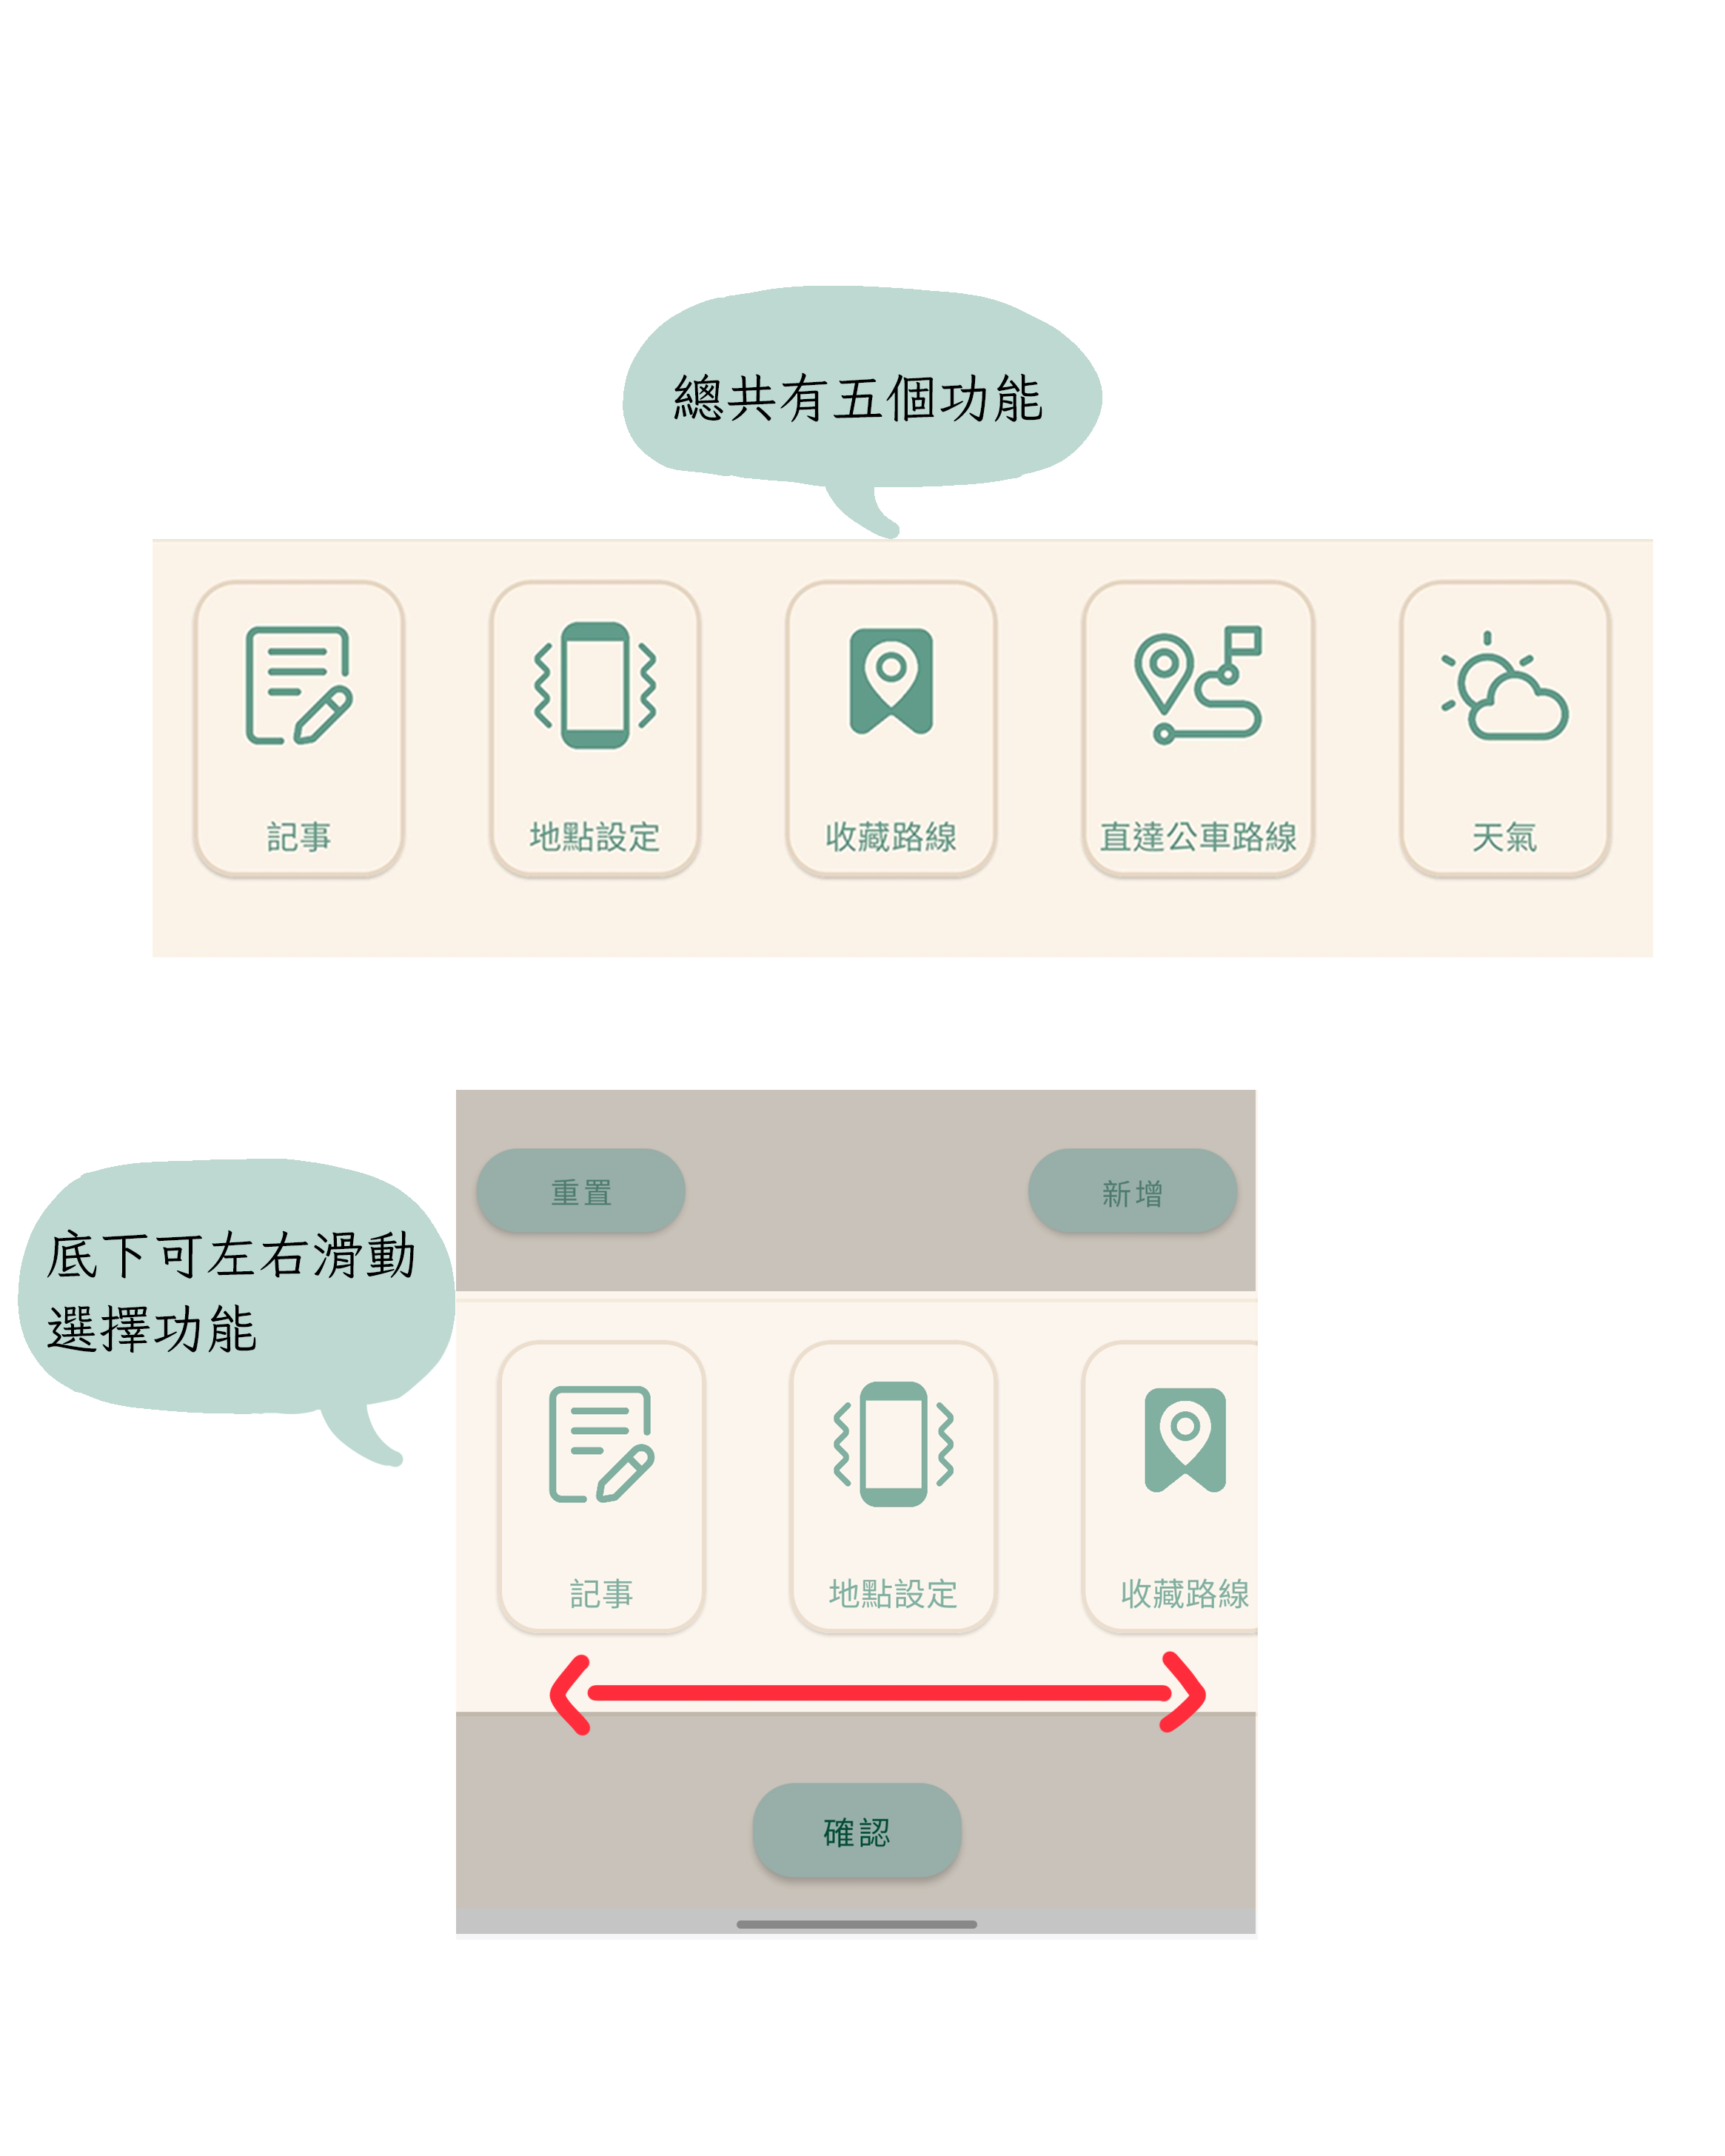 總共有五個功能
記事
地點設定
收藏路線
直達公車路線
天氣
重置
新增
底下可左右滑動
選擇功能
記事
地點設定
收藏路線
確認